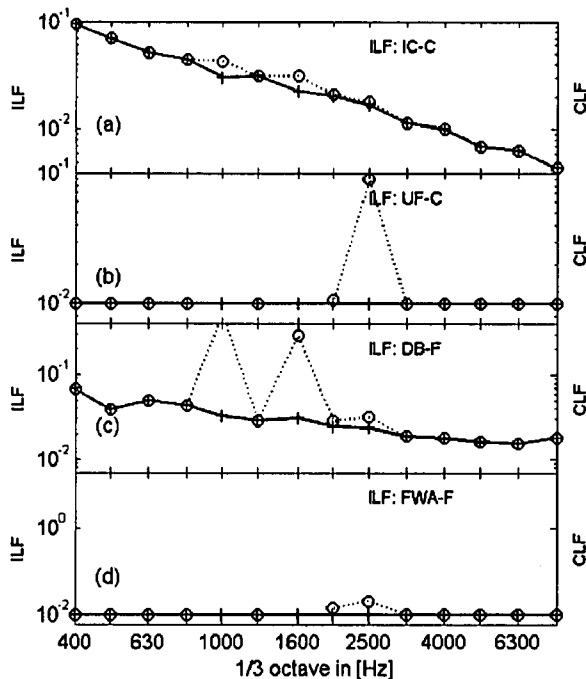 10^-1
ILF: IC-C
ILF
CLF
10^-2
(a)
10^-1
ILF: UF-C
ILF
CLF
(b)
10^-2
ILF: DB-F
10^-1
ILF
CLF
(c)
10^-2
ILF: FWA-F
10^0
ILF
CLF
(d)
10^-2
400 630 1000 1600 2500 4000 6300
1/3 octave in [Hz]